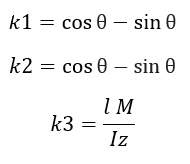 k1 = cos θ − sin θ
k2 = cos θ − sin θ
k3 = l M / Iz